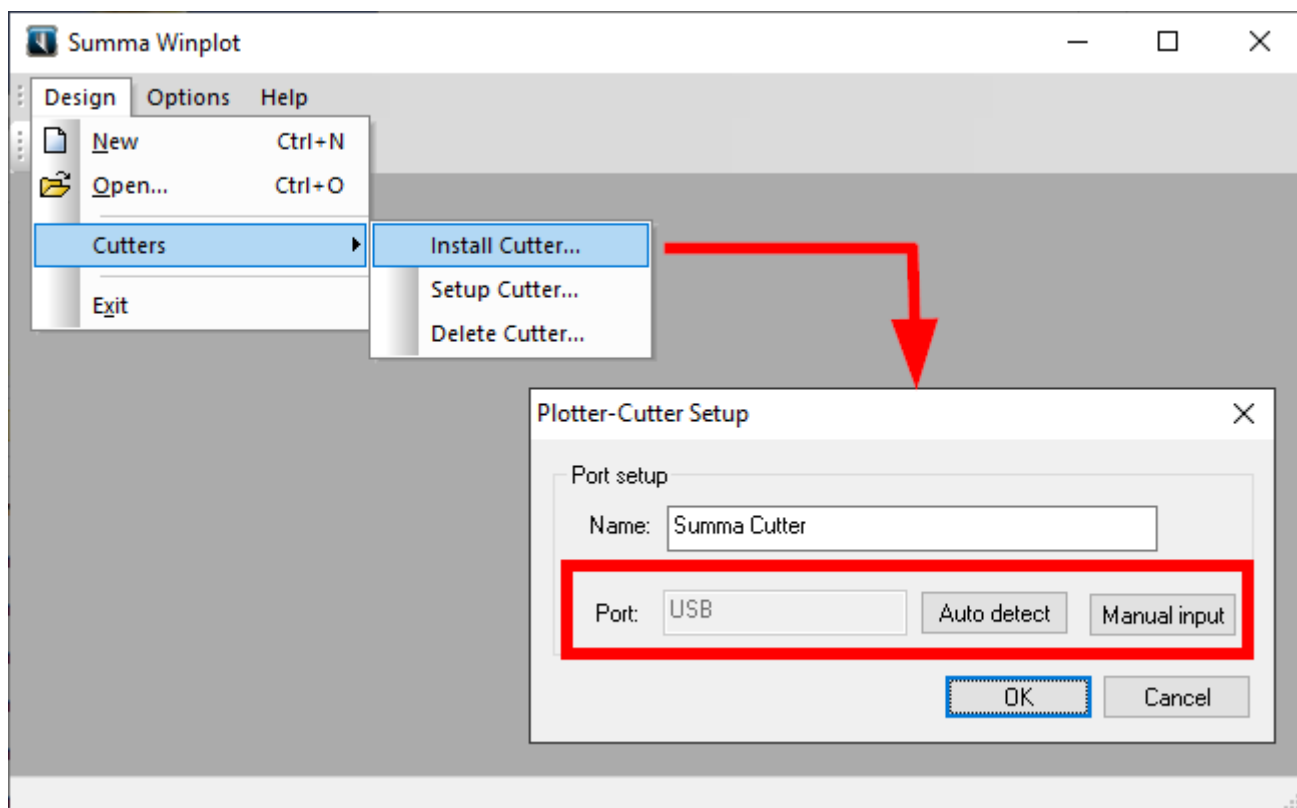 Summa Winplot
Design Options Help
New Ctrl+N
Open... Ctrl+O
Cutters
Install Cutter...
Setup Cutter...
Exit
Delete Cutter...
Plotter-Cutter Setup
Port setup
Name: Summa Cutter
Port: USB Auto detect Manual input
OK Cancel